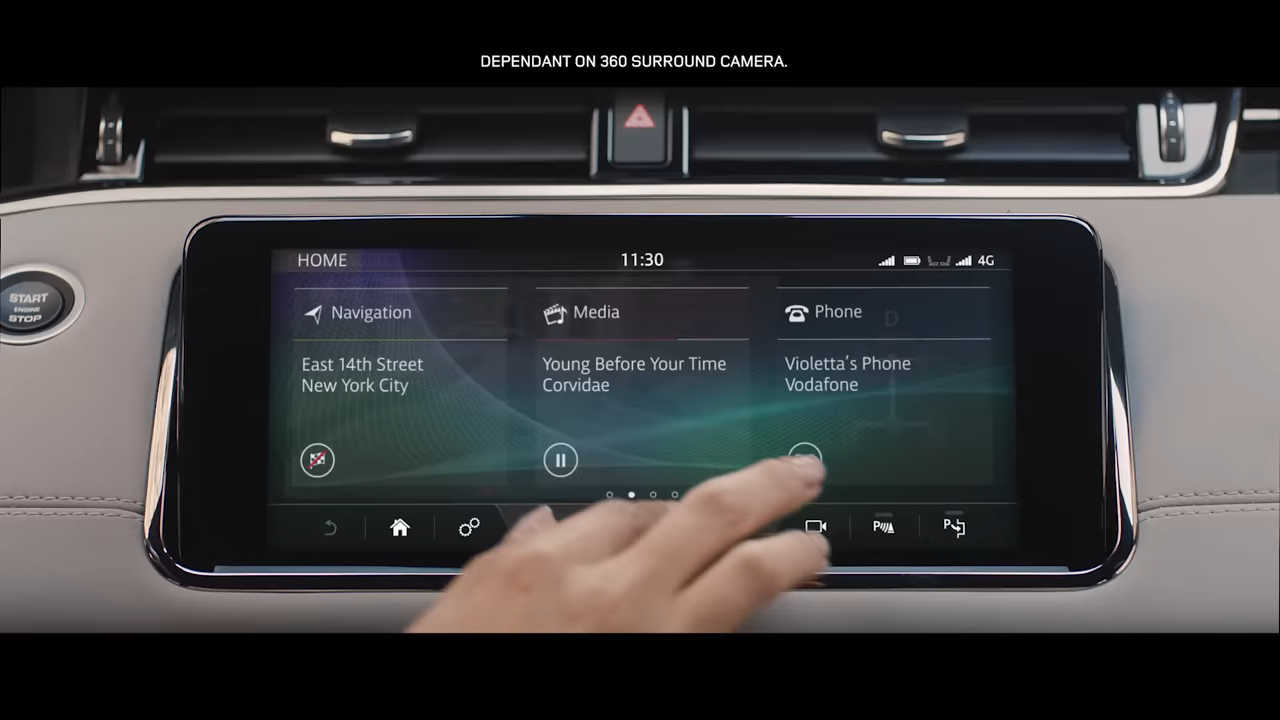 DEPENDANT ON 360 SURROUND CAMERA.
HOME 11:30 4G
Navigation
Media
Phone
D
East 14th Street
New York City
Young Before Your Time
Corvidae
Violetta's Phone
Vodafone
START
ENGINE
STOP
P
P